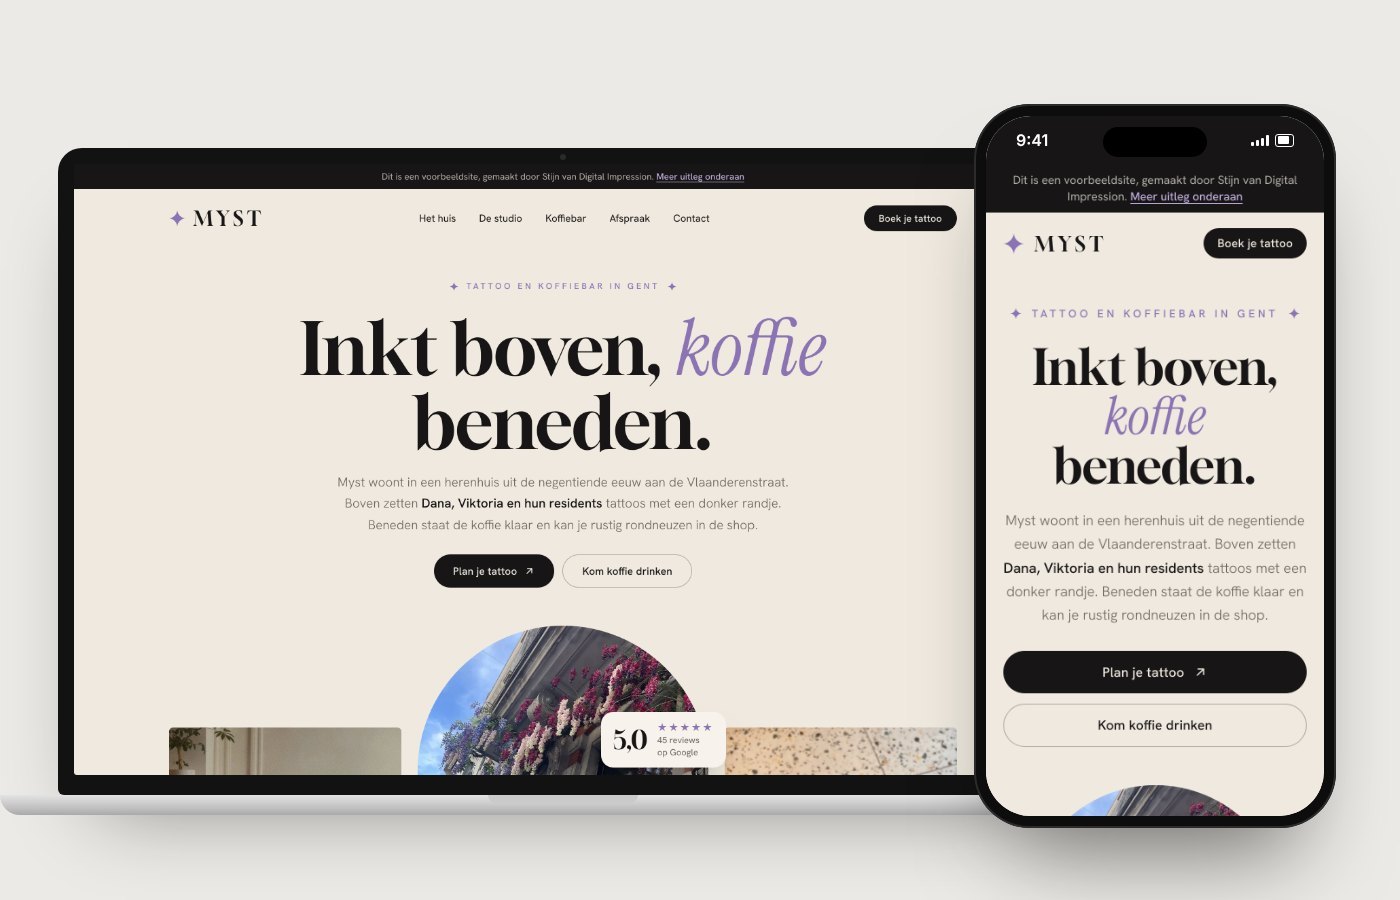 Dit is een voorbeeldsite, gemaakt door Stijn van Digital Impression. Meer uitleg onderaan
MYST
Het huis De studio Koffiebar Afspraak Contact
Boek je tattoo
TATTOO EN KOFFIEBAR IN GENT
Inkt boven, koffie
beneden.
Myst woont in een herenhuis uit de negentiende eeuw aan de Vlaanderenstraat.
Boven zetten Dana, Viktoria en hun residents tattoos met een donker randje.
Beneden staat de koffie klaar en kan je rustig rondneuzen in de shop.
Plan je tattoo
Kom koffie drinken
5,0
★★★★★
45 reviews
op Google
9:41
Dit is een voorbeeldsite, gemaakt door Stijn van Digital
Impression. Meer uitleg onderaan
MYST
Boek je tattoo
TATTOO EN KOFFIEBAR IN GENT
Inkt boven,
koffie
beneden.
Myst woont in een herenhuis uit de negentiende
eeuw aan de Vlaanderenstraat. Boven zetten
Dana, Viktoria en hun residents tattoos met een
donker randje. Beneden staat de koffie klaar en
kan je rustig rondneuzen in de shop.
Plan je tattoo
Kom koffie drinken